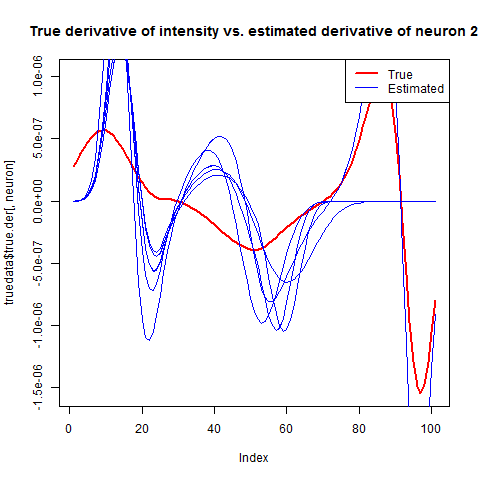 True derivative of intensity vs. estimated derivative of neuron 2
True
Estimated
truedata$true.der[, neuron]
1.0e-06
5.0e-07
0.0e+00
-5.0e-07
-1.0e-06
-1.5e-06
0
20
40
60
80
100
Index